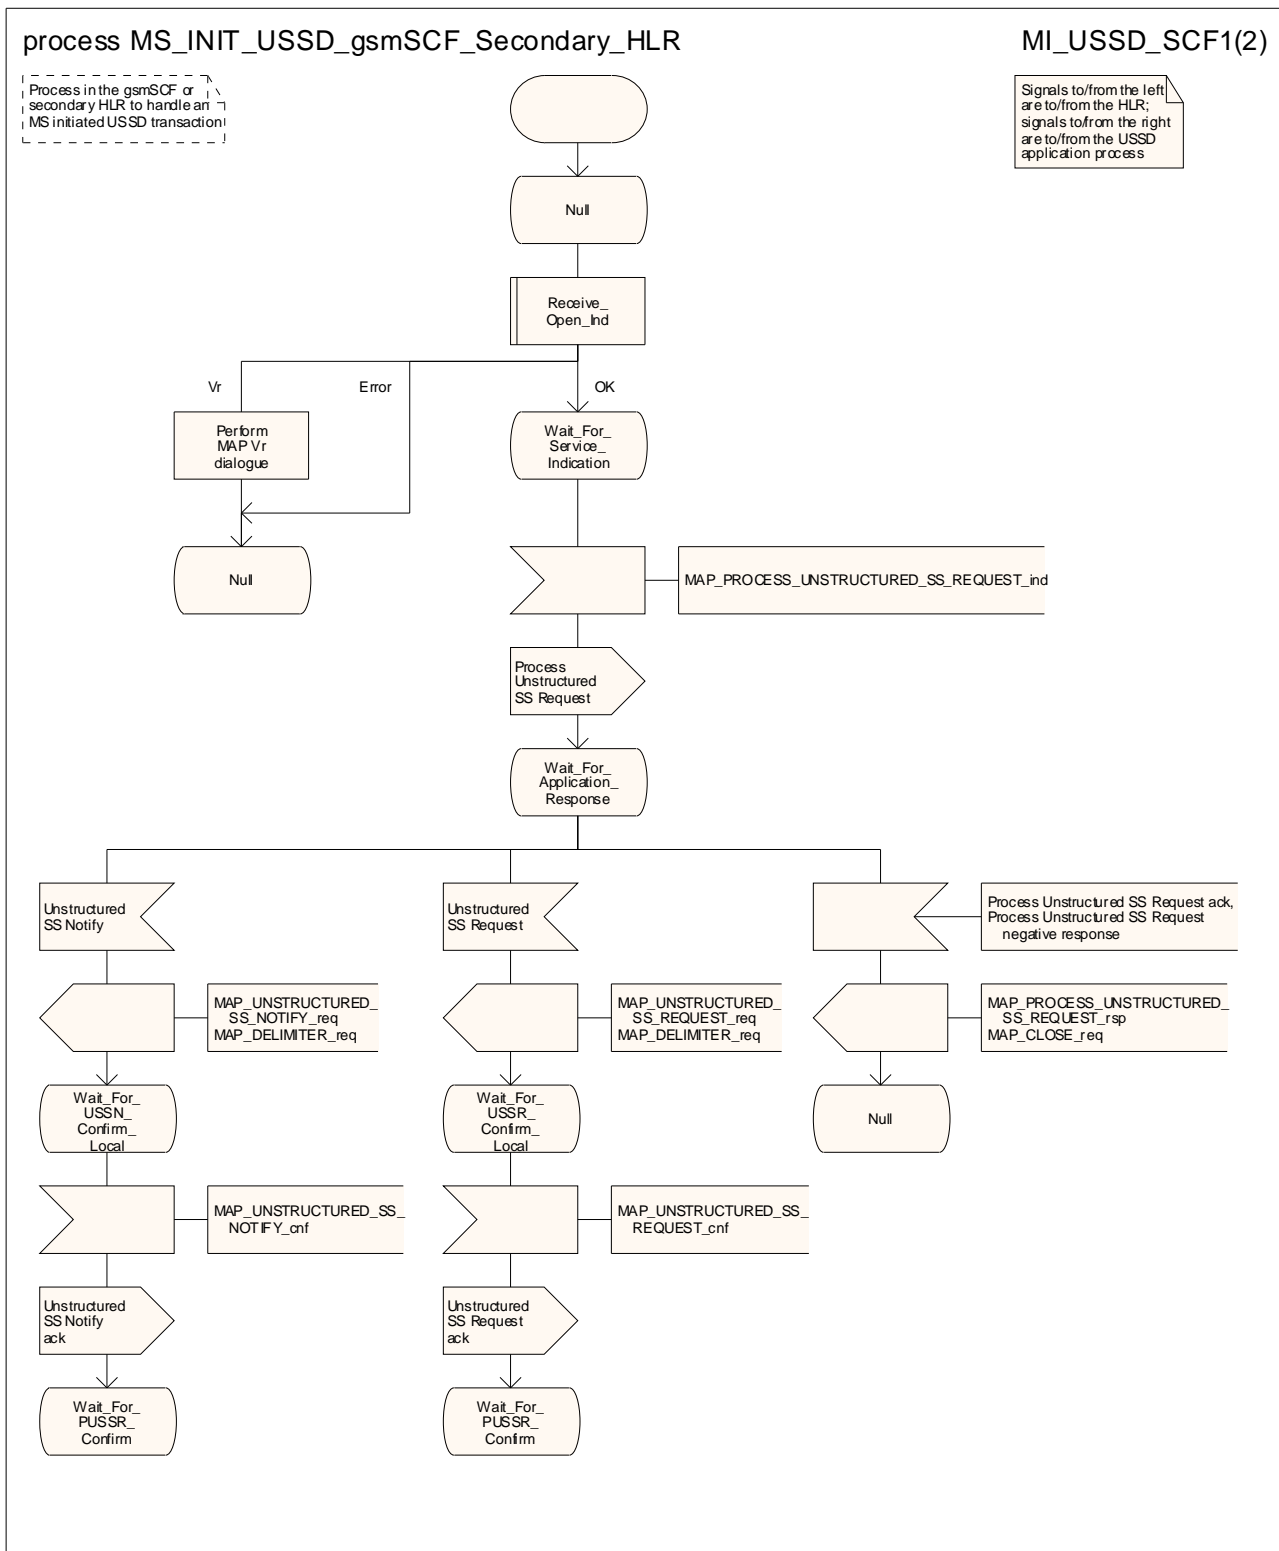 process MS_INIT_USSD_gsmSCF_Secondary_HLR
MI_USSD_SCF1(2)
Process in the gsmSCF or
secondary HLR to handle an
MS initiated USSD transaction
Signals to/from the left
are to/from the HLR;
signals to/from the right
are to/from the USSD
application process
Null
Receive_
Open_Ind
Vr
Error
OK
Perform
MAP Vr
dialogue
Wait_For_
Service_
Indication
Null
MAP_PROCESS_UNSTRUCTURED_SS_REQUEST_ind
Process
Unstructured
SS Request
Wait_For_
Application_
Response
Unstructured
SS Notify
Unstructured
SS Request
Process Unstructured SS Request ack,
Process Unstructured SS Request
negative response
MAP_UNSTRUCTURED_
SS_NOTIFY_req
MAP_DELIMITER_req
MAP_UNSTRUCTURED_
SS_REQUEST_req
MAP_DELIMITER_req
MAP_PROCESS_UNSTRUCTURED_
SS_REQUEST_rsp
MAP_CLOSE_req
Wait_For_
USSN_
Confirm_
Local
Wait_For_
USSR_
Confirm_
Local
Null
MAP_UNSTRUCTURED_SS_
NOTIFY_cnf
MAP_UNSTRUCTURED_SS_
REQUEST_cnf
Unstructured
SS Notify
ack
Unstructured
SS Request
ack
Wait_For_
PUSSR_
Confirm
Wait_For_
PUSSR_
Confirm